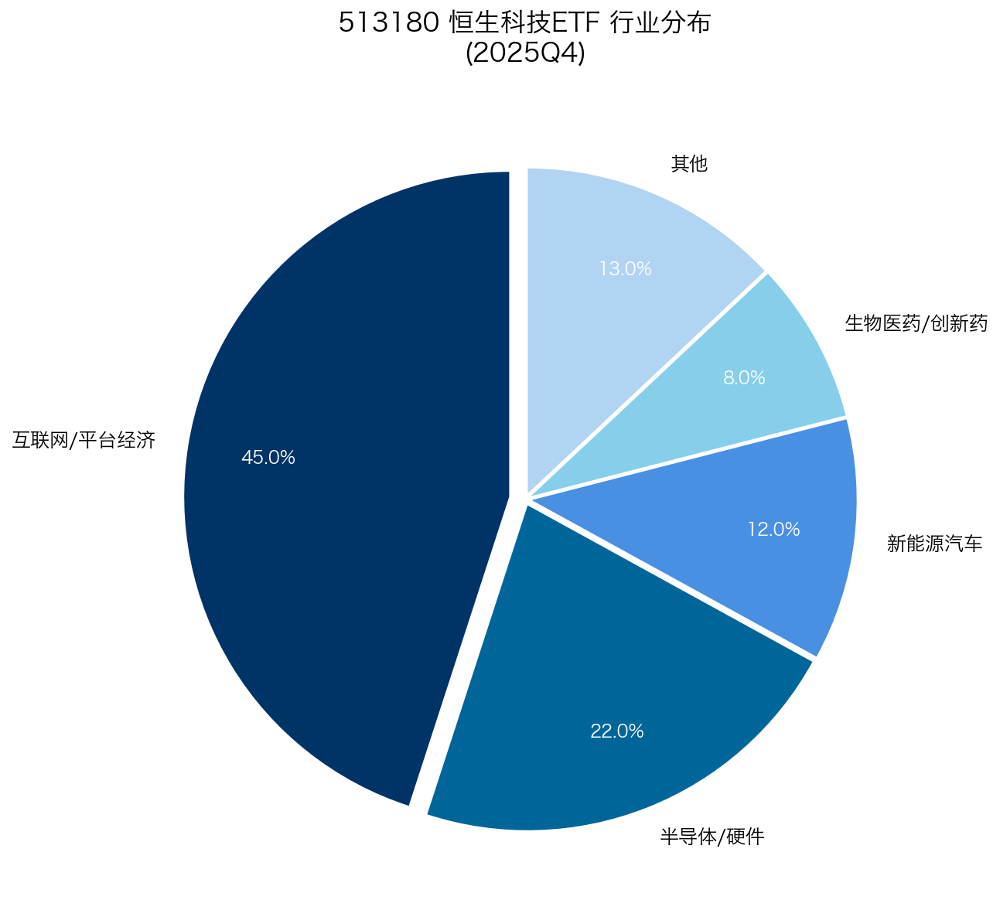 513180 恒生科技ETF 行业分布
(2025Q4)
其他
13.0%
生物医药/创新药
8.0%
互联网/平台经济
45.0%
12.0%
新能源汽车
22.0%
半导体/硬件